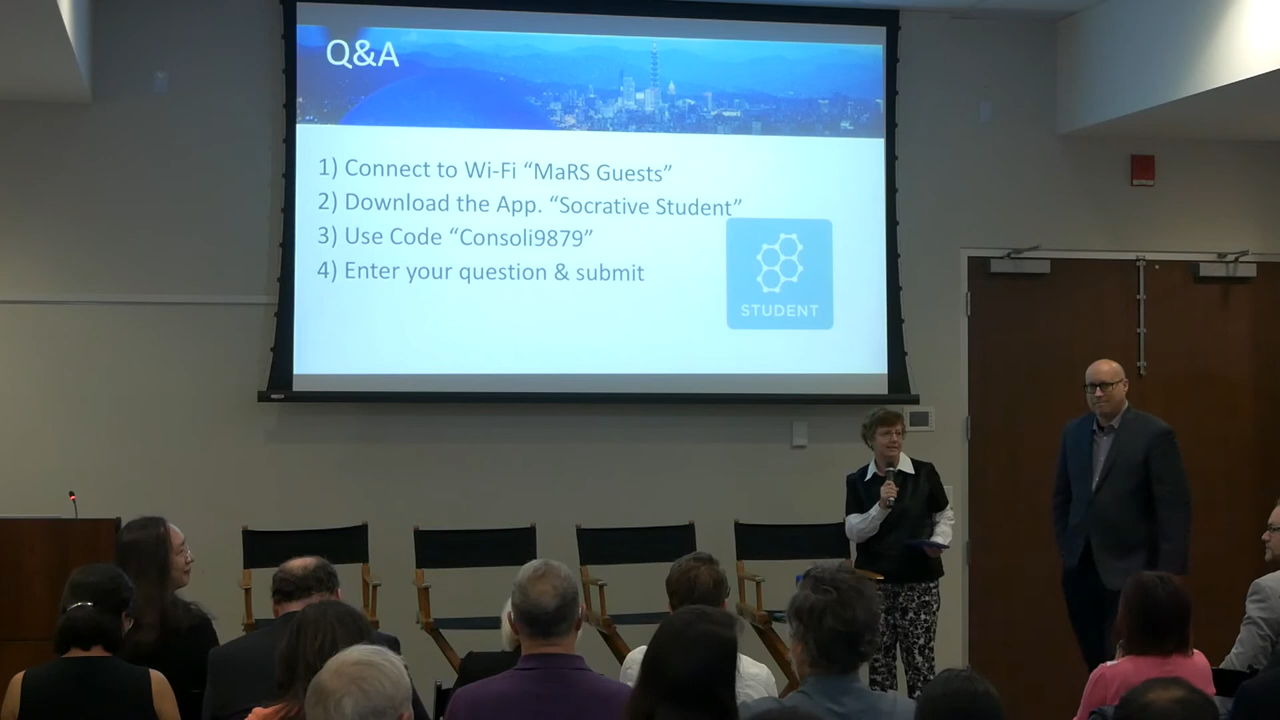 Q&A
1) Connect to Wi-Fi “MaRS Guests”
2) Download the App. “Socrative Student”
3) Use Code “Consoli9879”
4) Enter your question & submit
STUDENT